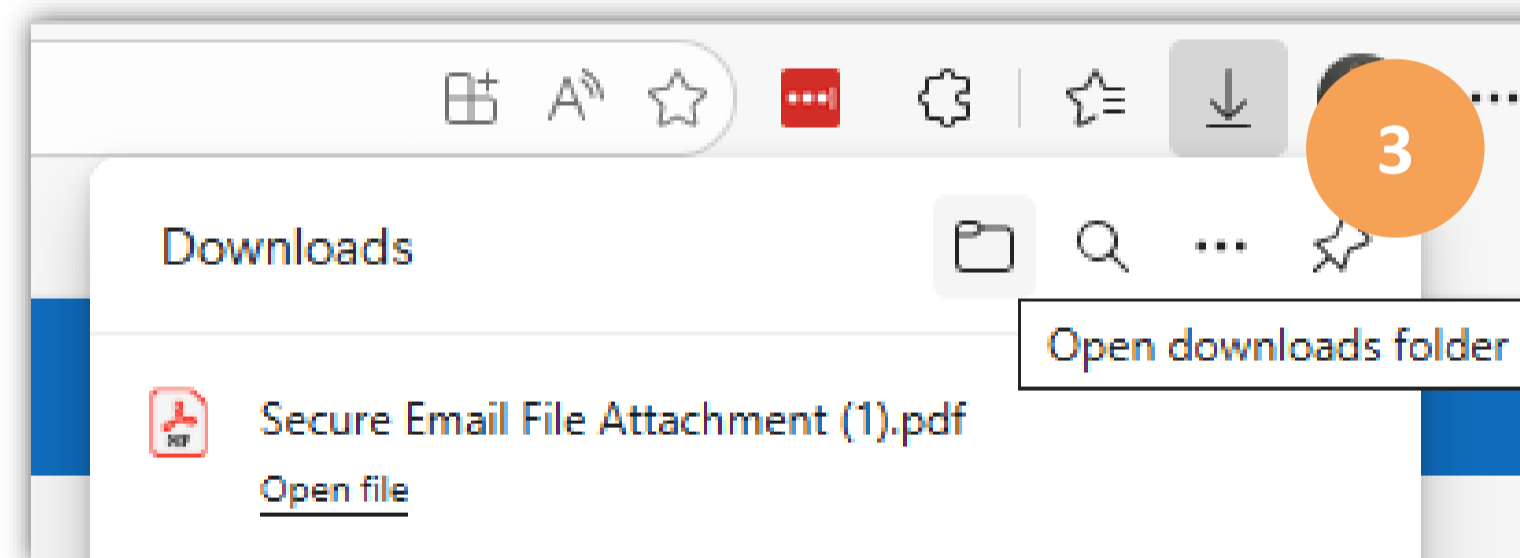 3
Downloads
Open downloads folder
Secure Email File Attachment (1).pdf
Open file